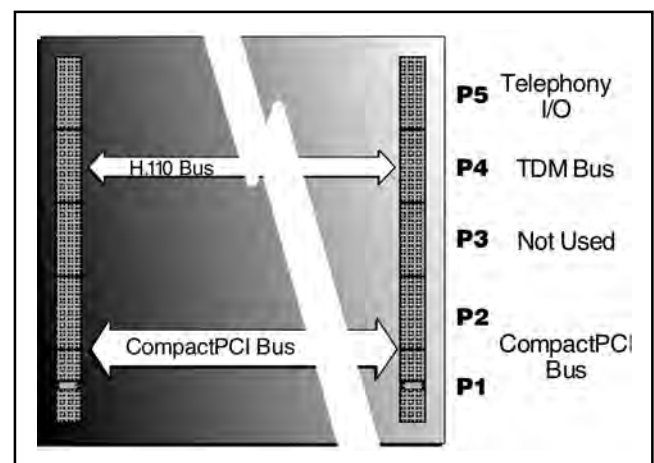 P5 Telephony
I/O
H.110 Bus
P4 TDM Bus
P3 Not Used
P2
CompactPCI Bus
CompactPCI
Bus
P1